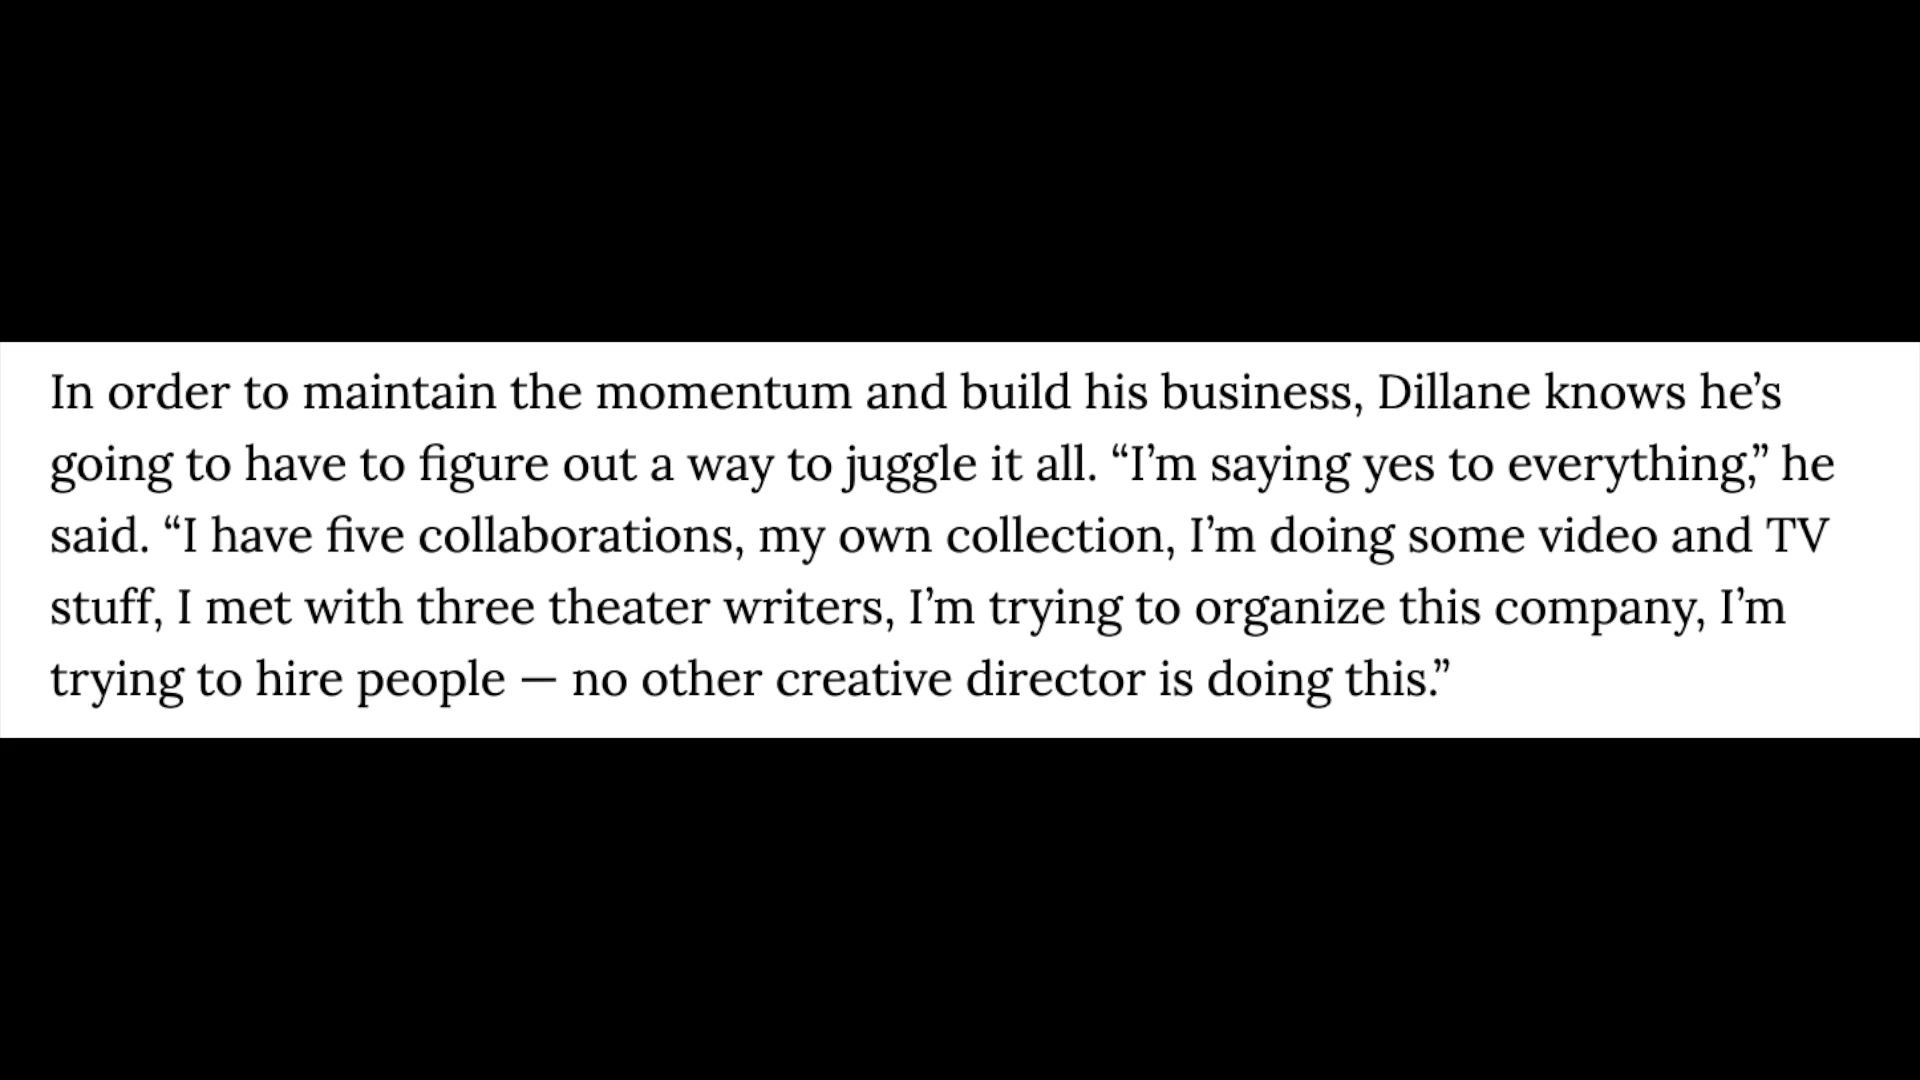 In order to maintain the momentum and build his business, Dillane knows he’s
going to have to figure out a way to juggle it all. “I’m saying yes to everything,” he
said. “I have five collaborations, my own collection, I’m doing some video and TV
stuff, I met with three theater writers, I’m trying to organize this company, I’m
trying to hire people — no other creative director is doing this.”